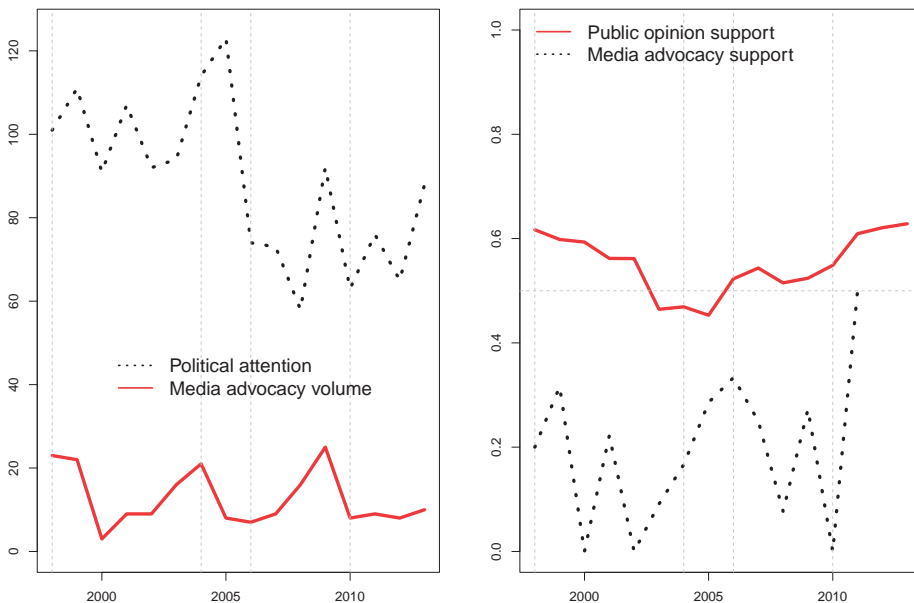 120
100
80
60
40
20
0
Political attention
Media advocacy volume
2000 2005 2010
1.0
0.8
0.6
0.4
0.2
0.0
Public opinion support
Media advocacy support
2000 2005 2010